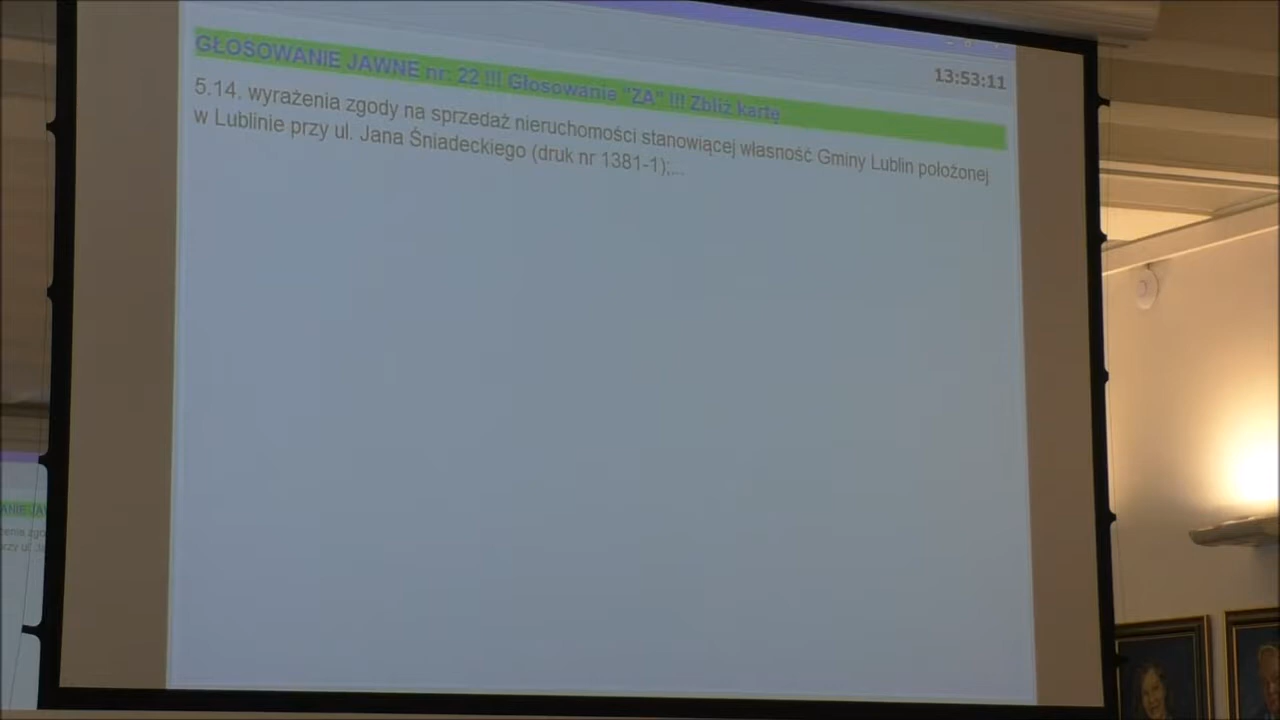 13:53:11
GŁOSOWANIE JAWNE nr: 22 !!! Głosowanie "ZA" !!! Zbliż kartę
5.14. wyrażenia zgody na sprzedaż nieruchomości stanowiącej własność Gminy Lublin położonej
w Lublinie przy ul. Jana Śniadeckiego (druk nr 1381-1);...